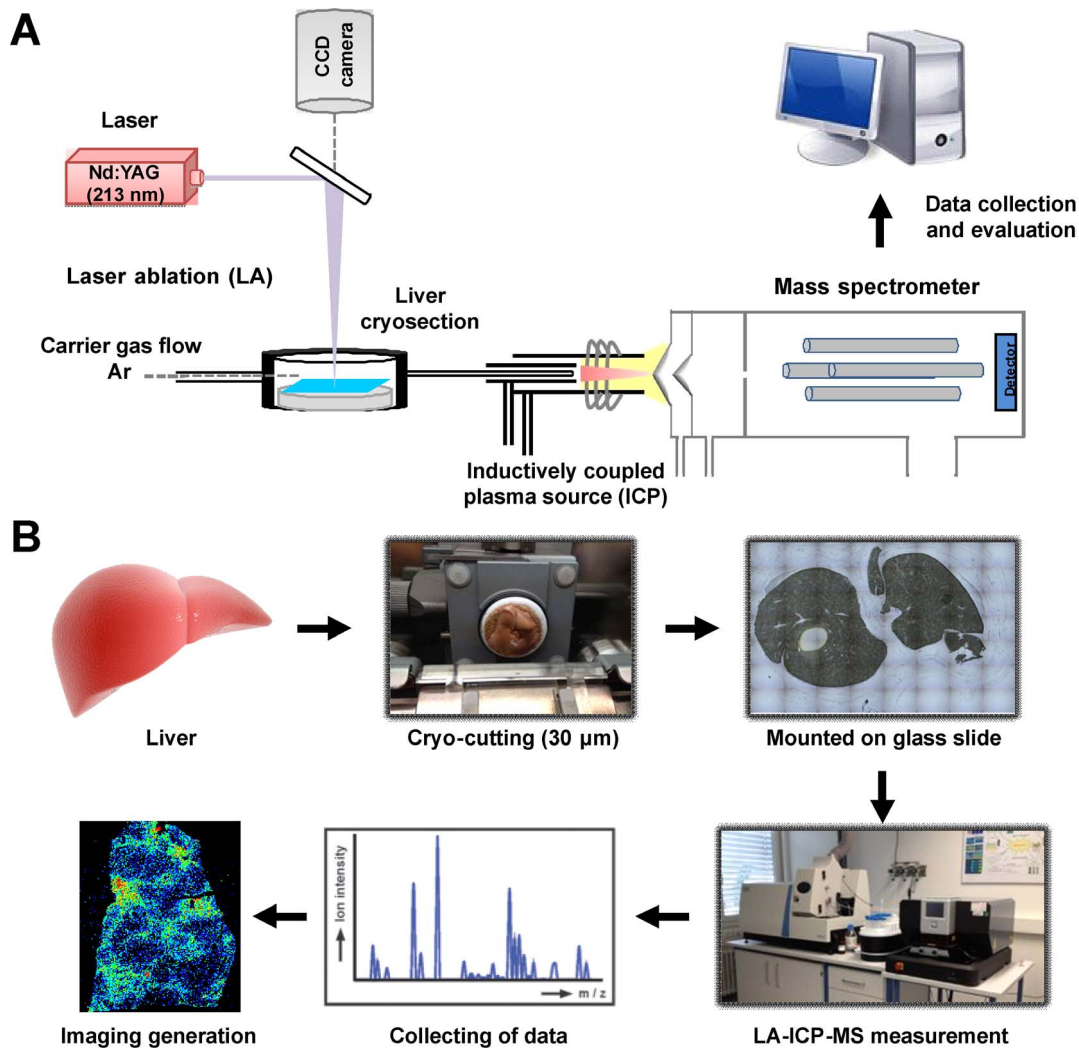 A
CCD
camera
Laser
Nd:YAG
(213 nm)
Data collection
and evaluation
Laser ablation (LA)
Liver
cryosection
Mass spectrometer
Carrier gas flow
Ar
Detector
Inductively coupled
plasma source (ICP)
B
Liver
Cryo-cutting (30 µm)
Mounted on glass slide
Ion intensity
m / z
Imaging generation
Collecting of data
LA-ICP-MS measurement